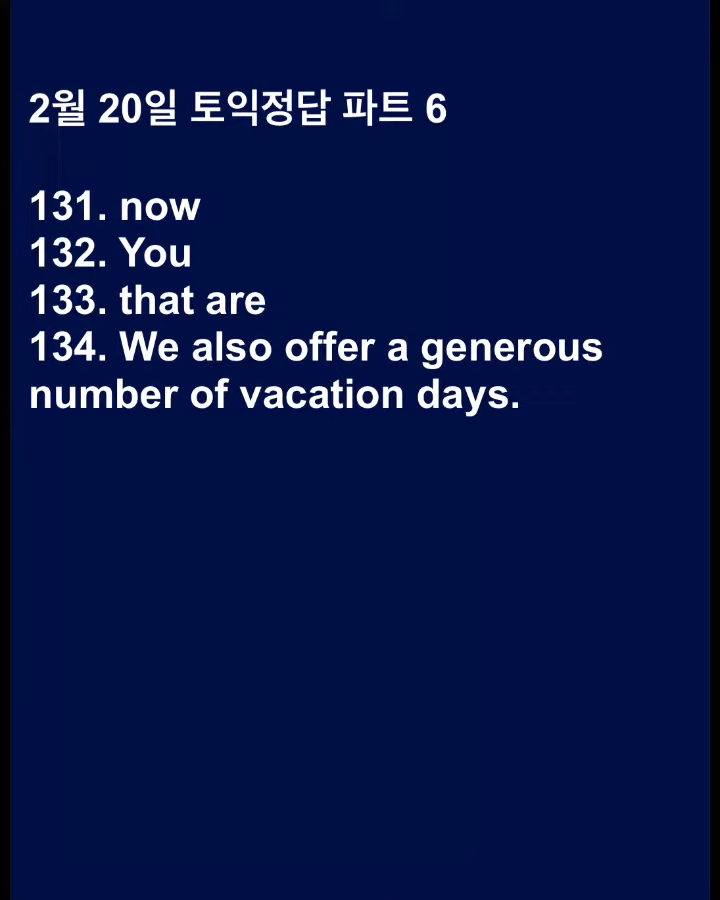 2월 20일 토익정답 파트 6
131. now
132. You
133. that are
134. We also offer a generous
number of vacation days.